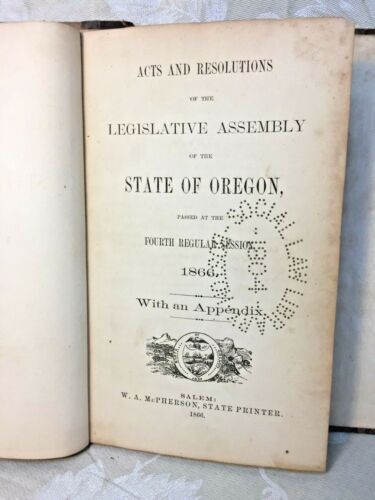 ACTS AND RESOLUTIONS
OF THE
LEGISLATIVE ASSEMBLY
OF THE
STATE OF OREGON,
PASSED AT THE
FOURTH REGULAR SESSION,
1866.
With an Appendix.
SALEM:
W. A. McPHERSON, STATE PRINTER.
1866.
LAW